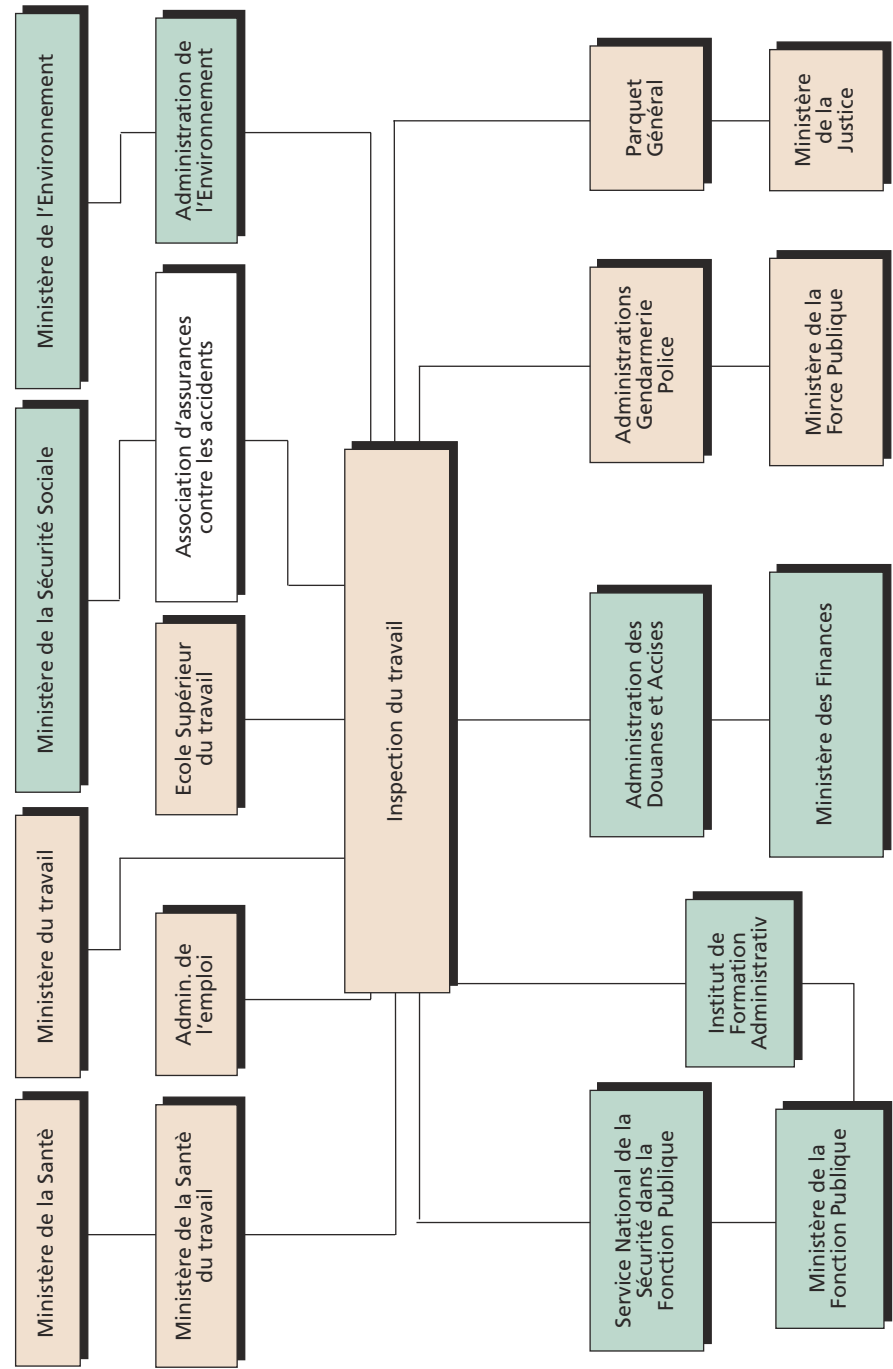 Ministère de la Santè
Ministère du travail
Ministère de la Sécurité Sociale
Ministère de l'Environnement
Ministère de la Santè
du travail
Admin. de
l'emploi
Ecole Supérieur
du travail
Association d'assurances
contre les accidents
Administration de
l'Environnement
Inspection du travail
Service National de la
Sécurité dans la
Fonction Publique
Institut de
Formation
Administrativ
Administration des
Douanes et Accises
Administrations
Gendarmerie
Police
Parquet
Général
Ministère de la
Fonction Publique
Ministère des Finances
Ministère de la
Force Publique
Ministère
de la
Justice